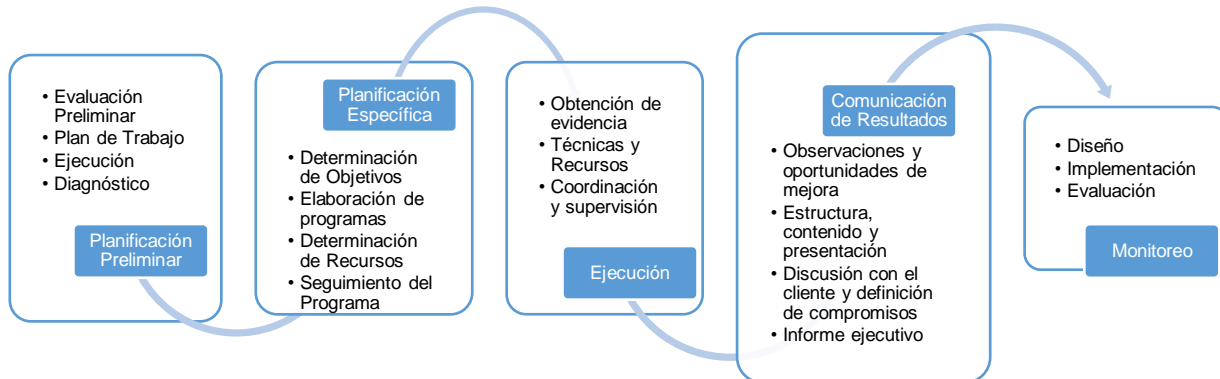 • Evaluación
Preliminar
• Plan de Trabajo
• Ejecución
• Diagnóstico
Planificación
Preliminar
Planificación
Específica
• Determinación
de Objetivos
• Elaboración de
programas
• Determinación
de Recursos
• Seguimiento del
Programa
• Obtención de
evidencia
• Técnicas y
Recursos
• Coordinación
y supervisión
Ejecución
Comunicación
de Resultados
• Observaciones y
oportunidades de
mejora
• Estructura,
contenido y
presentación
• Discusión con el
cliente y definición
de compromisos
• Informe ejecutivo
• Diseño
• Implementación
• Evaluación
Monitoreo